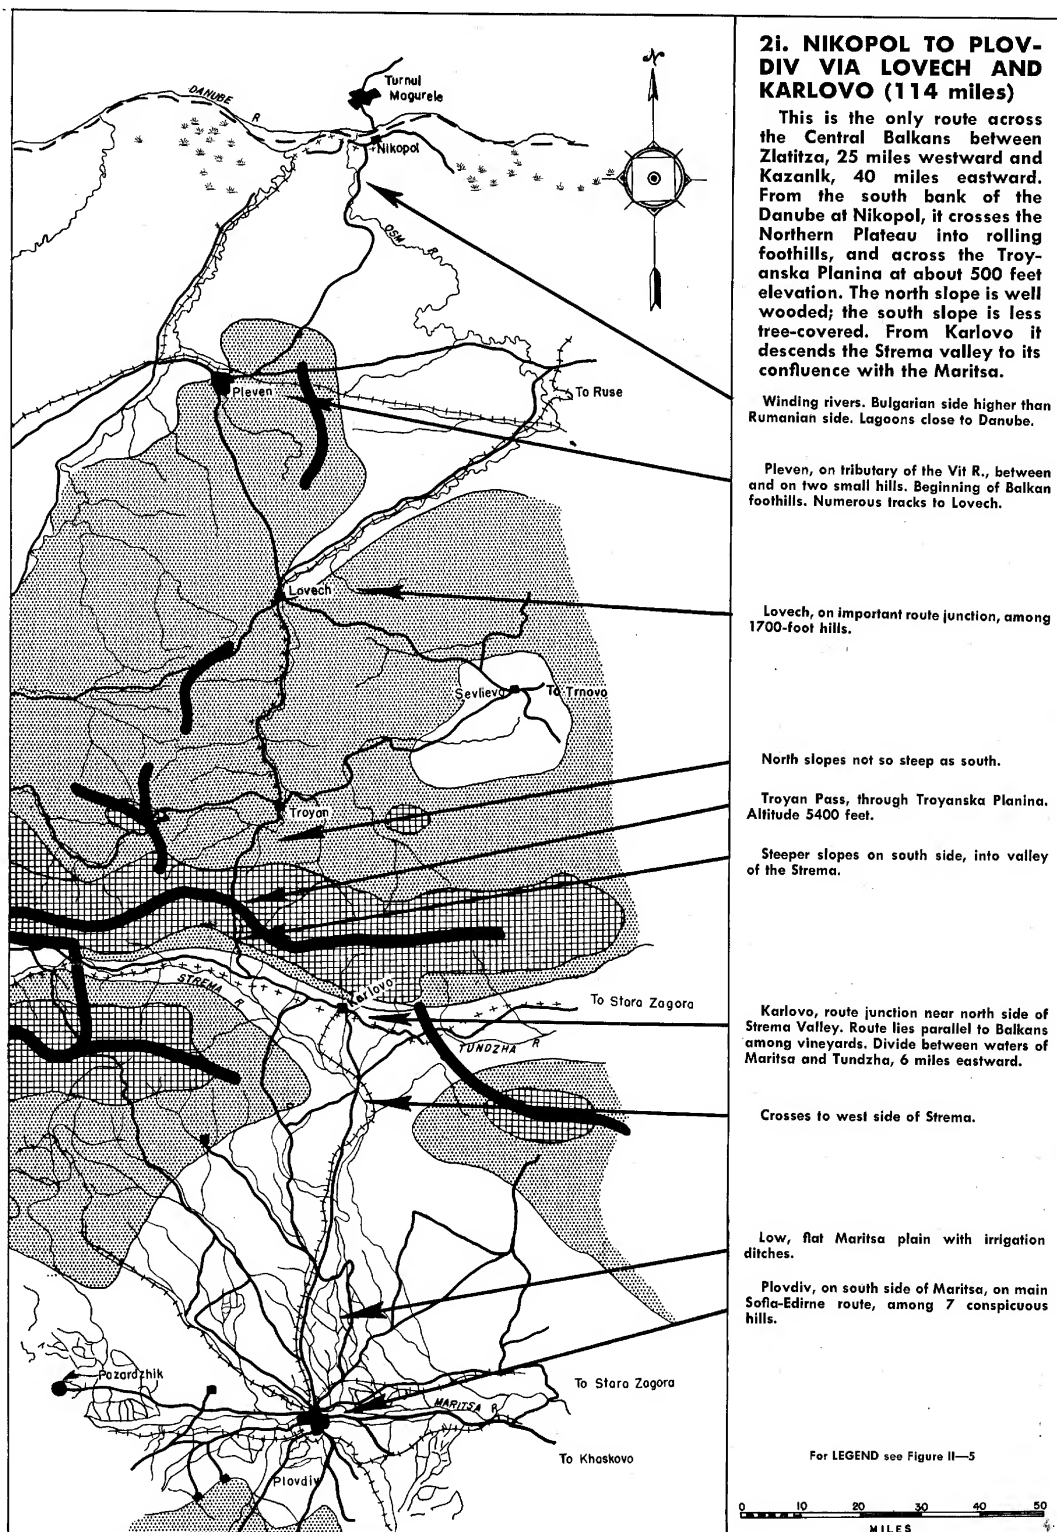 2i. NIKOPOL TO PLOV-
DIV VIA LOVECH AND
KARLOVO (114 miles)
This is the only route across
the Central Balkans between
Zlatitza, 25 miles westward and
Kazanlk, 40 miles eastward.
From the south bank of the
Danube at Nikopol, it crosses the
Northern Plateau into rolling
foothills, and across the Troy-
anska Planina at about 500 feet
elevation. The north slope is well
wooded; the south slope is less
tree-covered. From Karlovo it
descends the Strema valley to its
confluence with the Maritsa.
Winding rivers. Bulgarian side higher than
Rumanian side. Lagoons close to Danube.
Pleven, on tributary of the Vit R., between
and on two small hills. Beginning of Balkan
foothills. Numerous tracks to Lovech.
Lovech, on important route junction, among
1700-foot hills.
North slopes not so steep as south.
Troyan Pass, through Troyanska Planina.
Altitude 5400 feet.
Steeper slopes on south side, into valley
of the Strema.
Karlovo, route junction near north side of
Strema Valley. Route lies parallel to Balkans
among vineyards. Divide between waters of
Maritsa and Tundzha, 6 miles eastward.
Crosses to west side of Strema.
Low, flat Maritsa plain with irrigation
ditches.
Plovdiv, on south side of Maritsa, on main
Sofia-Edirne route, among 7 conspicuous
hills.
For LEGEND see Figure II—5
0 10 20 30 40 50
MILES
N
Turnul
Magurele
DANUBE R
Nikopol
OSM R
Pleven
To Ruse
Lovech
Sevlievo
To Trnovo
Troyan
STREMA R
Karlovo
To Stara Zagora
TUNDZHA R
Pazardzhik
To Stara Zagora
MARITSA R
To Khaskovo
Plovdiv